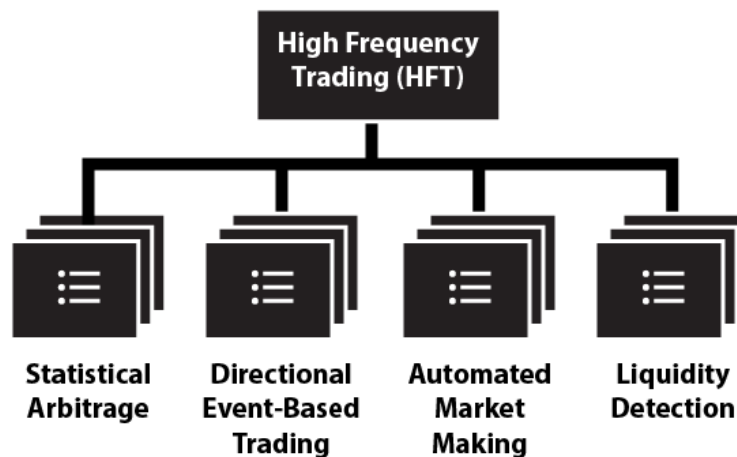 High Frequency
Trading (HFT)
Statistical
Arbitrage
Directional
Event-Based
Trading
Automated
Market
Making
Liquidity
Detection